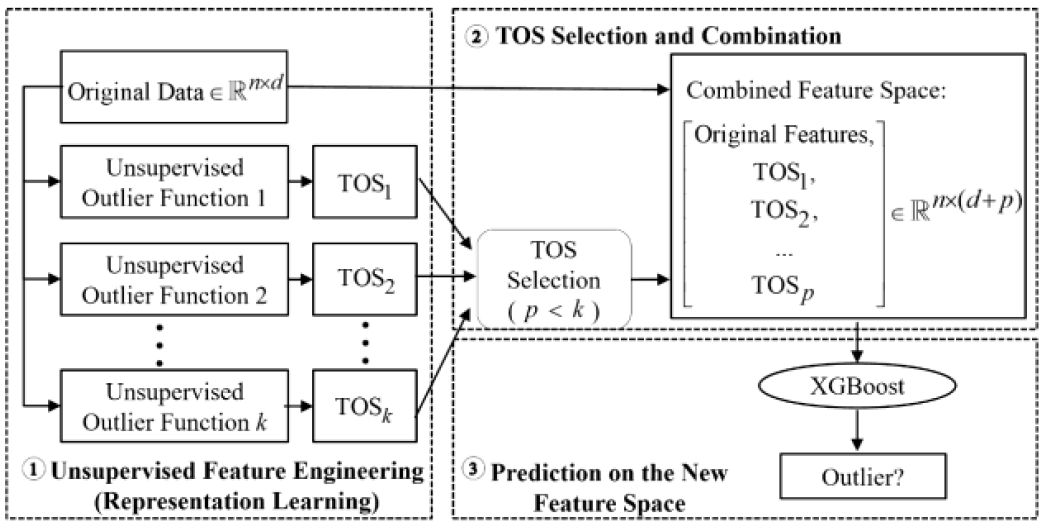 Original Data ∈ ℝ^{n×d}
Unsupervised
Outlier Function 1
TOS_1
Unsupervised
Outlier Function 2
TOS_2
Unsupervised
Outlier Function k
TOS_k
① Unsupervised Feature Engineering
(Representation Learning)
② TOS Selection and Combination
TOS
Selection
( p < k )
Combined Feature Space:
Original Features,
TOS_1,
TOS_2,
...
TOS_p
∈ ℝ^{n×(d+p)}
XGBoost
Outlier?
③ Prediction on the New
Feature Space